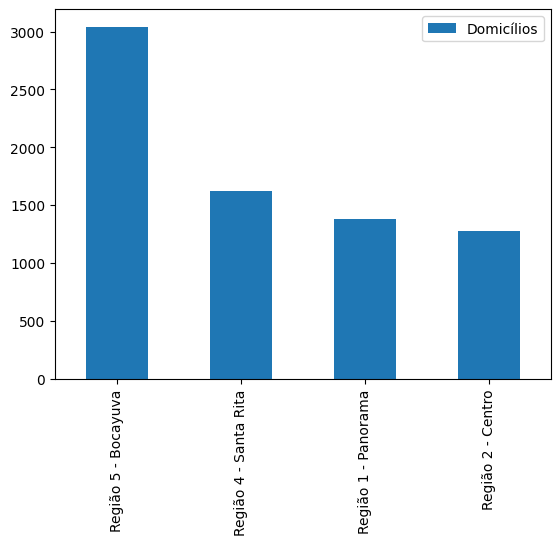 Domicílios
3000
2500
2000
1500
1000
500
0
Região 5 - Bocayuva
Região 4 - Santa Rita
Região 1 - Panorama
Região 2 - Centro